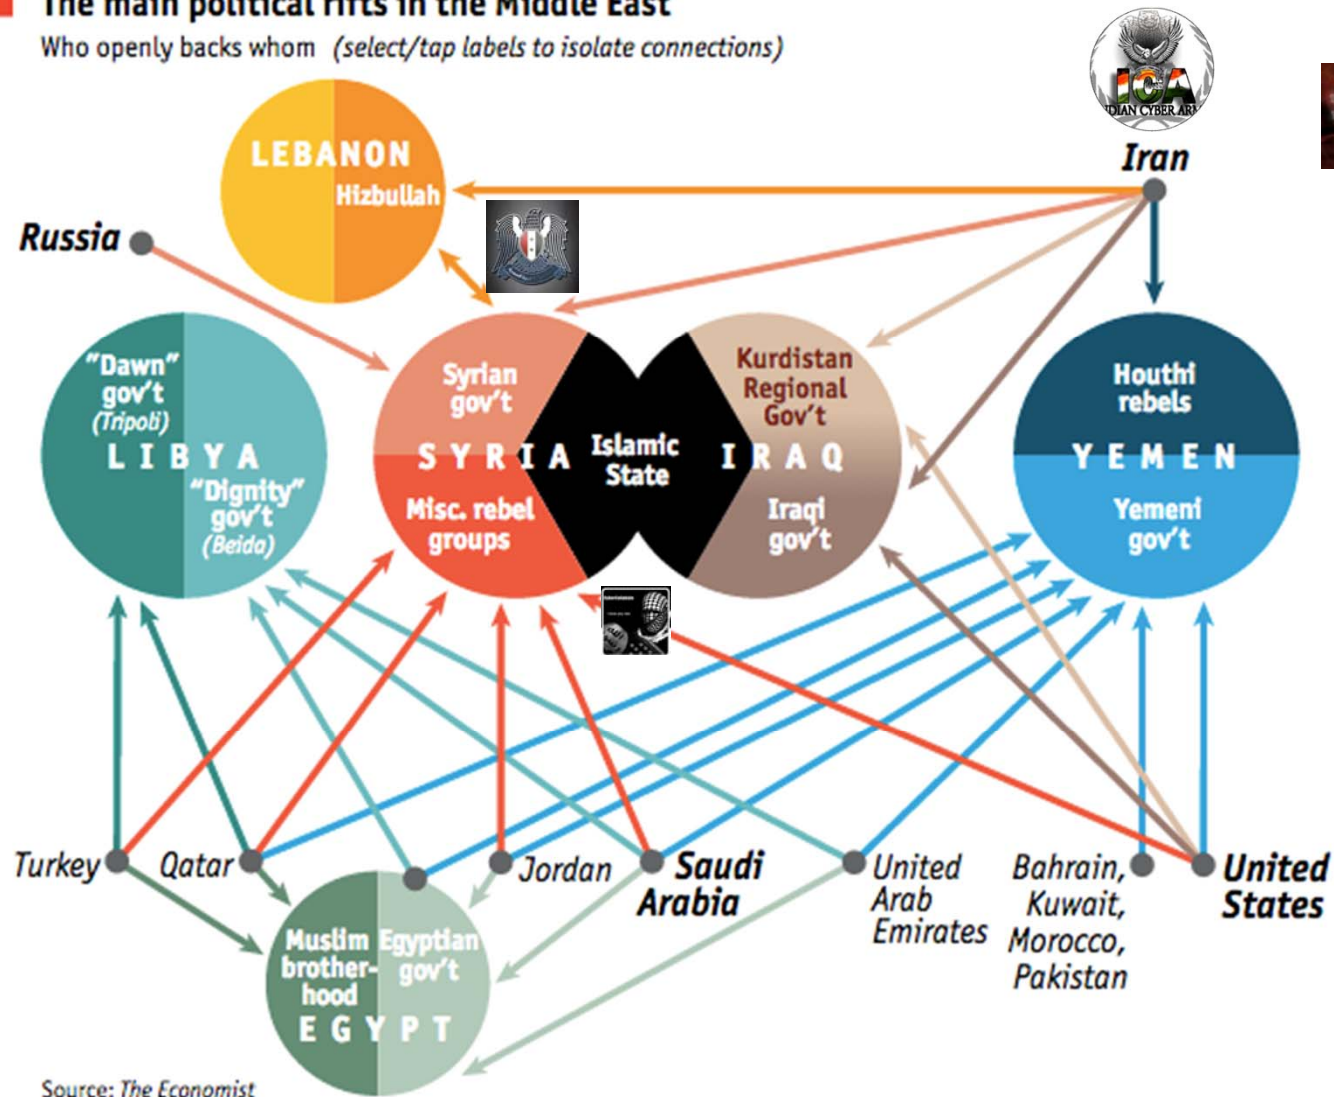 The main political rifts in the Middle East
Who openly backs whom (select/tap labels to isolate connections)
ICA
Iran
LEBANON
Hizbullah
Russia
"Dawn"
gov't
(Tripoli)
LIBYA
"Dignity"
gov't
(Beida)
Syrian
gov't
SYRIA
Misc. rebel
groups
Islamic
State
Kurdistan
Regional
Gov't
IRAQ
Iraqi
gov't
Houthi
rebels
YEMEN
Yemeni
gov't
Turkey
Qatar
Jordan
Saudi
Arabia
United
Arab
Emirates
Bahrain,
Kuwait,
Morocco,
Pakistan
United
States
Muslim
brother-
hood
Egyptian
gov't
EGYPT
Source: The Economist